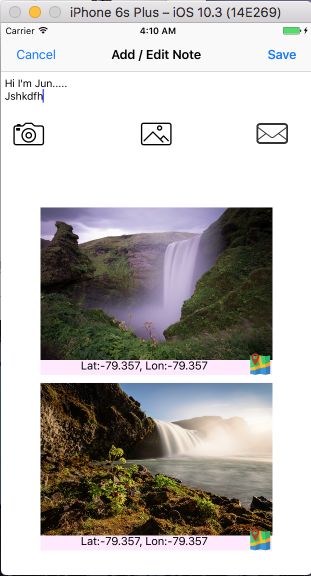 iPhone 6s Plus – iOS 10.3 (14E269)
Carrier 4:10 AM
Cancel Add / Edit Note Save
Hi I'm Jun.....
Jshkdfh
Lat:-79.357, Lon:-79.357
Lat:-79.357, Lon:-79.357